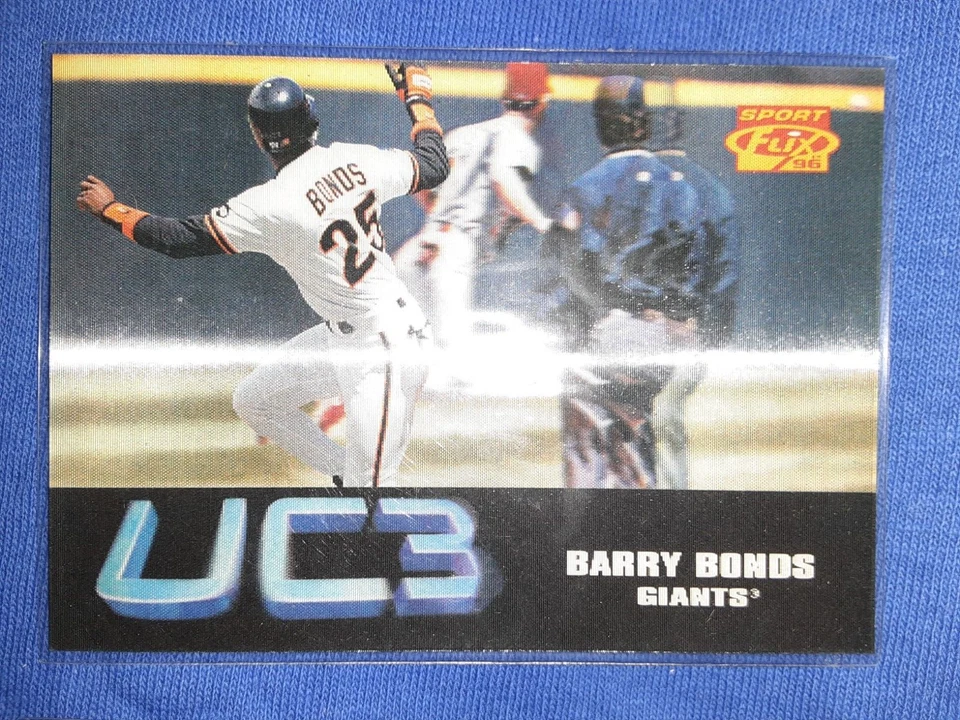 SPORT
Flix
96
BONDS
25
UC3
BARRY BONDS
GIANTS³